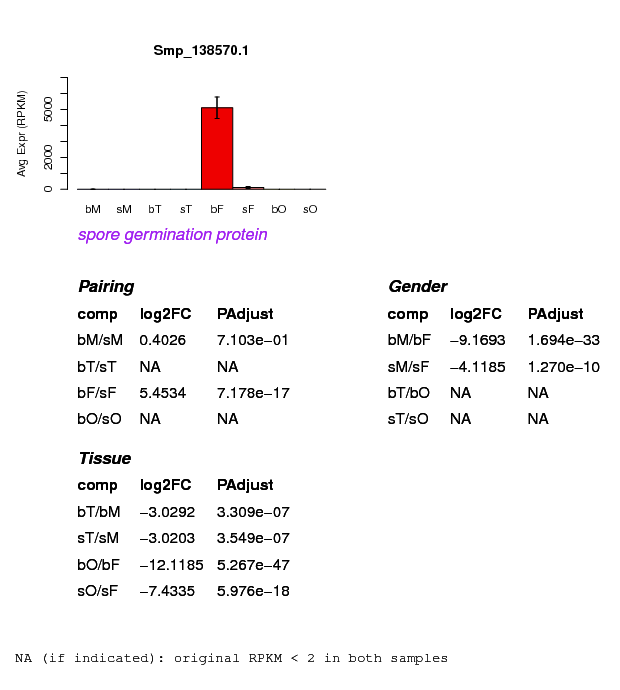 Smp_138570.1
Avg Expr (RPKM)
0 2000 5000
bM sM bT sT bF sF bO sO
spore germination protein
Pairing
comp log2FC PAdjust
bM/sM 0.4026 7.103e−01
bT/sT NA NA
bF/sF 5.4534 7.178e−17
bO/sO NA NA
Gender
comp log2FC PAdjust
bM/bF −9.1693 1.694e−33
sM/sF −4.1185 1.270e−10
bT/bO NA NA
sT/sO NA NA
Tissue
comp log2FC PAdjust
bT/bM −3.0292 3.309e−07
sT/sM −3.0203 3.549e−07
bO/bF −12.1185 5.267e−47
sO/sF −7.4335 5.976e−18
NA (if indicated): original RPKM < 2 in both samples